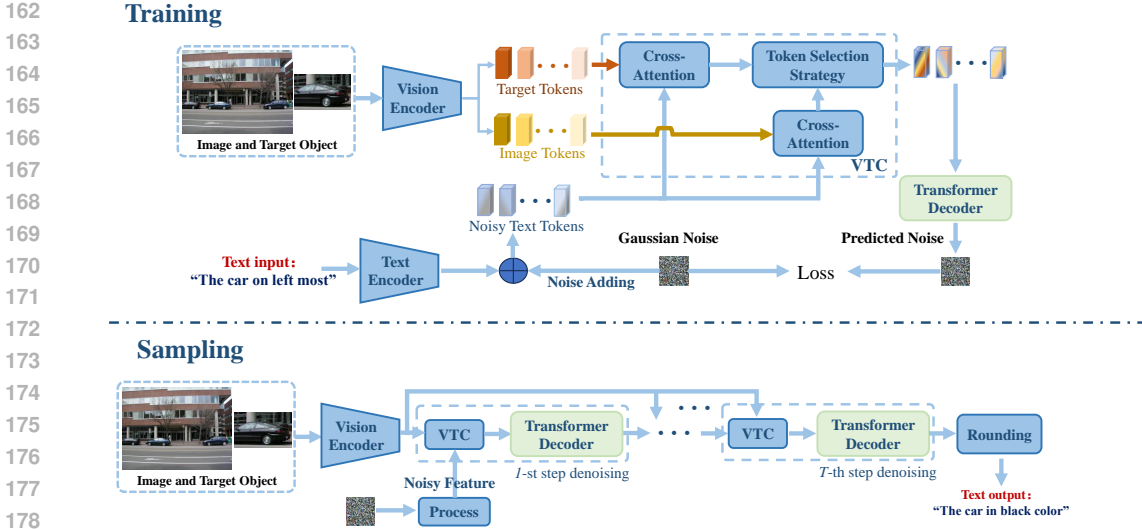 162
163
164
165
166
167
168
169
170
171
172
173
174
175
176
177
178
Training
Image and Target Object
Vision
Encoder
Target Tokens
Image Tokens
Cross-
Attention
Token Selection
Strategy
Cross-
Attention
VTC
Noisy Text Tokens
Transformer
Decoder
Text input:
“The car on left most”
Text
Encoder
Noise Adding
Gaussian Noise
Loss
Predicted Noise
Sampling
Image and Target Object
Vision
Encoder
VTC
Transformer
Decoder
1-st step denoising
Noisy Feature
Process
VTC
Transformer
Decoder
T-th step denoising
Rounding
Text output:
“The car in black color”